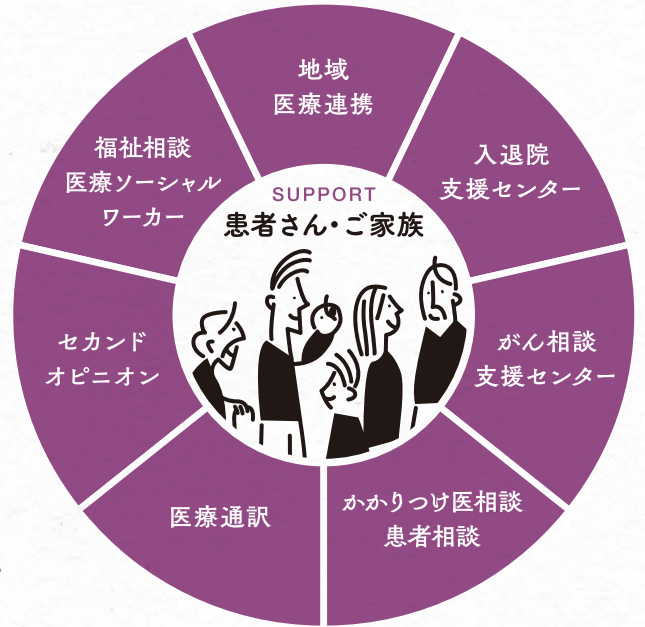 地域
医療連携
入退院
支援センター
がん相談
支援センター
かかりつけ医相談
患者相談
医療通訳
セカンド
オピニオン
福祉相談
医療ソーシャル
ワーカー
SUPPORT
患者さん・ご家族